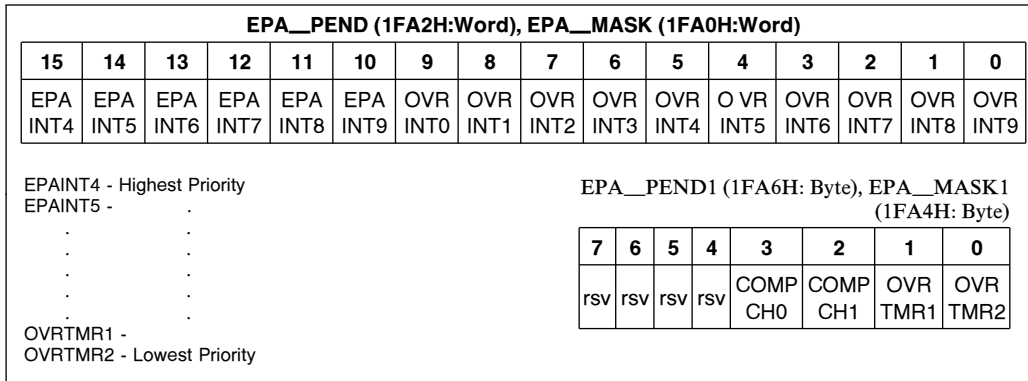 EPA__PEND (1FA2H:Word), EPA__MASK (1FA0H:Word)
15 14 13 12 11 10 9 8 7 6 5 4 3 2 1 0
EPA EPA EPA EPA EPA EPA OVR OVR OVR OVR OVR O VR OVR OVR OVR OVR
INT4 INT5 INT6 INT7 INT8 INT9 INT0 INT1 INT2 INT3 INT4 INT5 INT6 INT7 INT8 INT9
EPAINT4 - Highest Priority
EPAINT5 - .
. .
. .
. .
. .
. .
OVRTMR1 -
OVRTMR2 - Lowest Priority
EPA__PEND1 (1FA6H: Byte), EPA__MASK1
(1FA4H: Byte)
7 6 5 4 3 2 1 0
rsv rsv rsv rsv COMP COMP OVR OVR
CH0 CH1 TMR1 TMR2